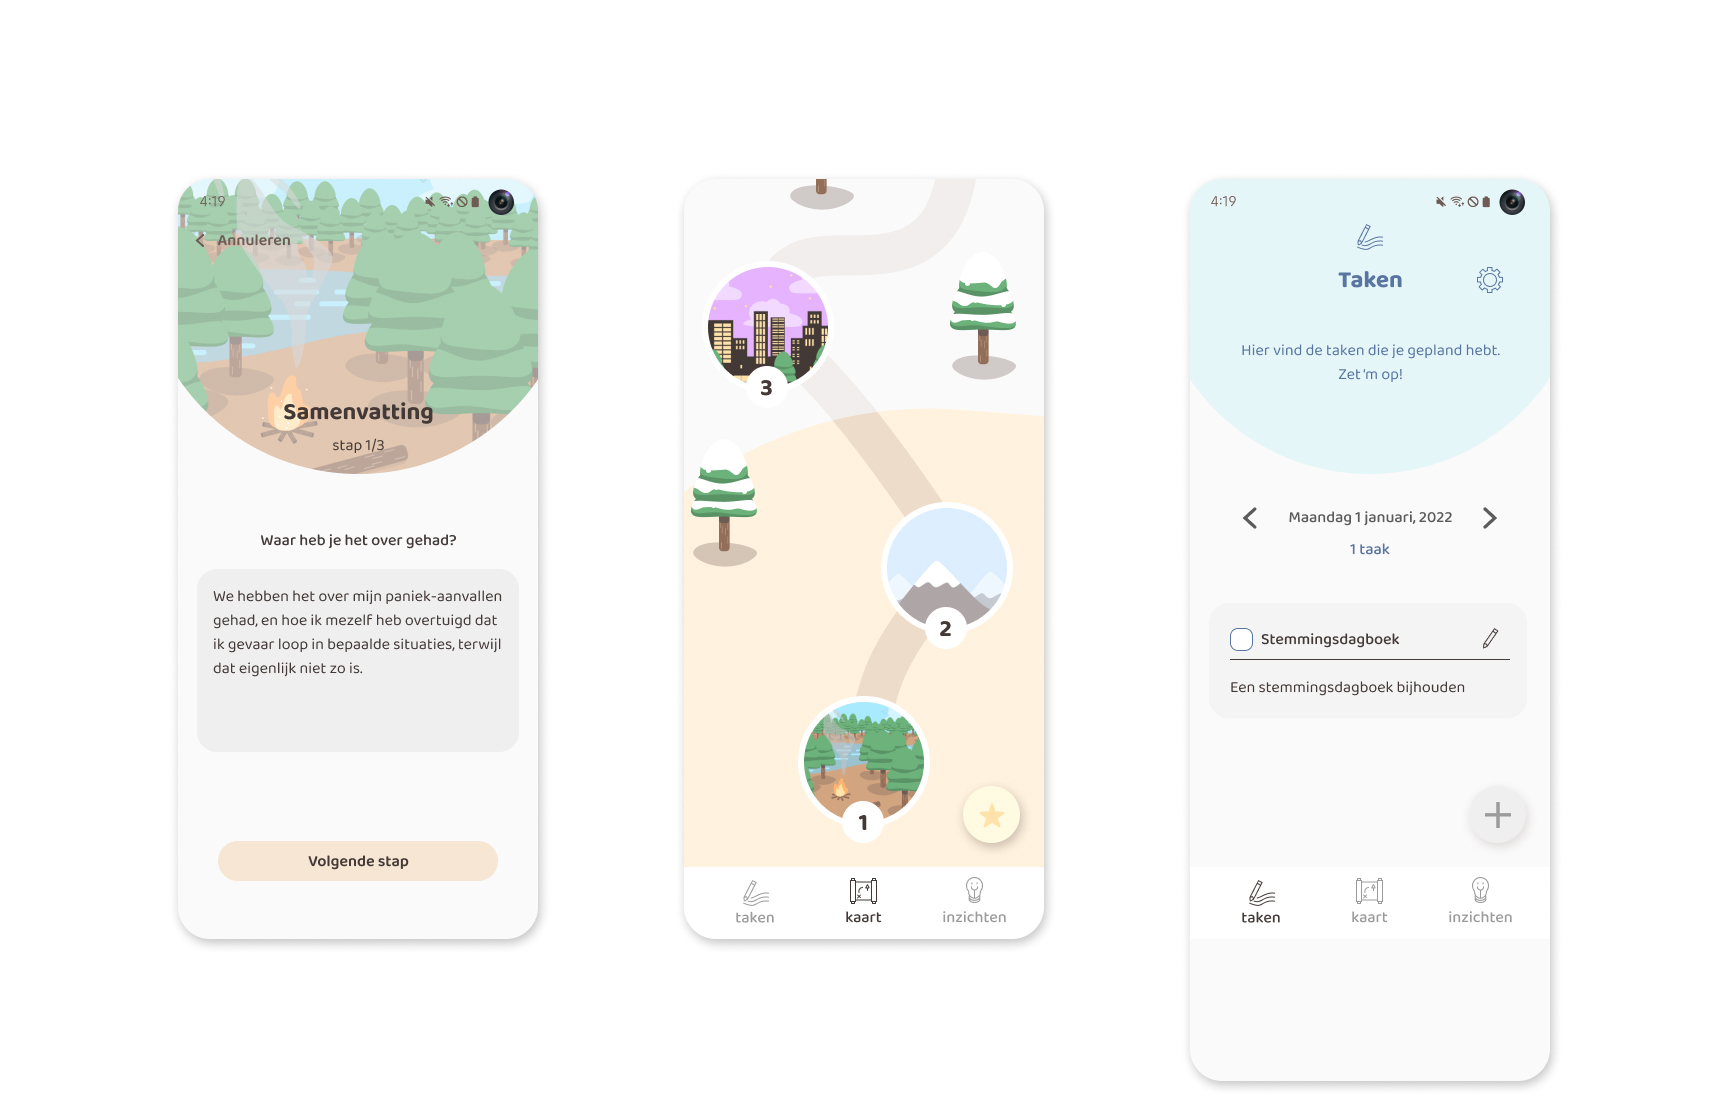 4:19
Annuleren
Samenvatting
stap 1/3
Waar heb je het over gehad?
We hebben het over mijn paniek-aanvallen
gehad, en hoe ik mezelf heb overtuigd dat
ik gevaar loop in bepaalde situaties, terwijl
dat eigenlijk niet zo is.
Volgende stap
3
2
1
taken
kaart
inzichten
4:19
Taken
Hier vind de taken die je gepland hebt.
Zet 'm op!
Maandag 1 januari, 2022
1 taak
Stemmingsdagboek
Een stemmingsdagboek bijhouden
taken
kaart
inzichten